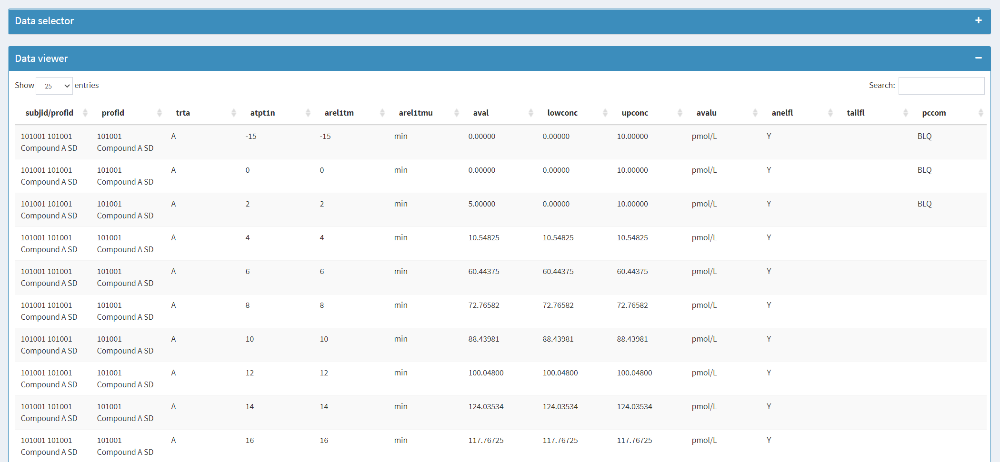 Data selector
Data viewer
Show 25 entries Search:
subjid/profid profid trta atpt1n arel1tm arel1tmu aval lowconc upconc avalu anelfl tailfl pccom
101001 101001 101001 A -15 -15 min 0.00000 0.00000 10.00000 pmol/L Y BLQ
Compound A SD Compound A SD
101001 101001 101001 A 0 0 min 0.00000 0.00000 10.00000 pmol/L Y BLQ
Compound A SD Compound A SD
101001 101001 101001 A 2 2 min 5.00000 0.00000 10.00000 pmol/L Y BLQ
Compound A SD Compound A SD
101001 101001 101001 A 4 4 min 10.54825 10.54825 10.54825 pmol/L Y
Compound A SD Compound A SD
101001 101001 101001 A 6 6 min 60.44375 60.44375 60.44375 pmol/L Y
Compound A SD Compound A SD
101001 101001 101001 A 8 8 min 72.76582 72.76582 72.76582 pmol/L Y
Compound A SD Compound A SD
101001 101001 101001 A 10 10 min 88.43981 88.43981 88.43981 pmol/L Y
Compound A SD Compound A SD
101001 101001 101001 A 12 12 min 100.04800 100.04800 100.04800 pmol/L Y
Compound A SD Compound A SD
101001 101001 101001 A 14 14 min 124.03534 124.03534 124.03534 pmol/L Y
Compound A SD Compound A SD
101001 101001 101001 A 16 16 min 117.76725 117.76725 117.76725 pmol/L Y
Compound A SD Compound A SD